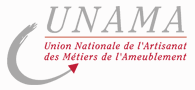 UNAMA
Union Nationale de l'Artisanat
des Métiers de l'Ameublement